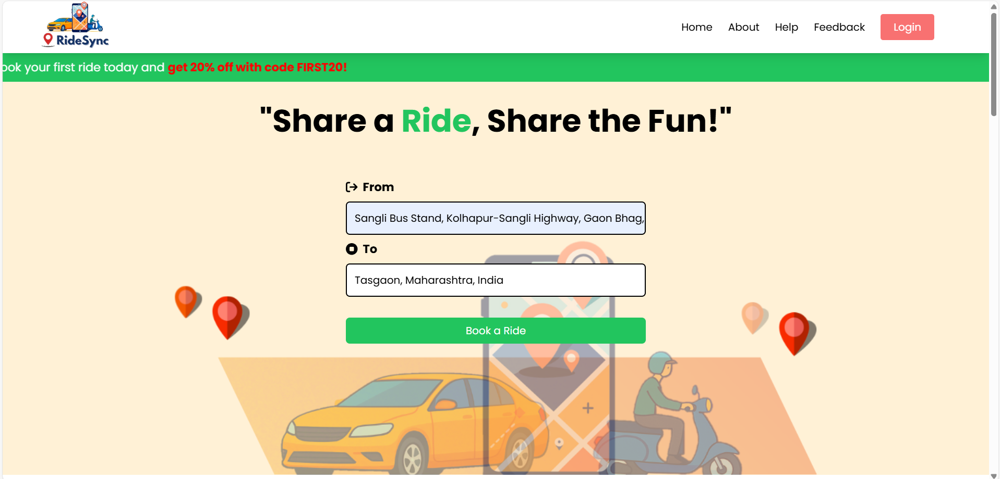 RideSync
Home
About
Help
Feedback
Login
ook your first ride today and get 20% off with code FIRST20!
"Share a Ride, Share the Fun!"
From
Sangli Bus Stand, Kolhapur-Sangli Highway, Gaon Bhag,
To
Tasgaon, Maharashtra, India
Book a Ride